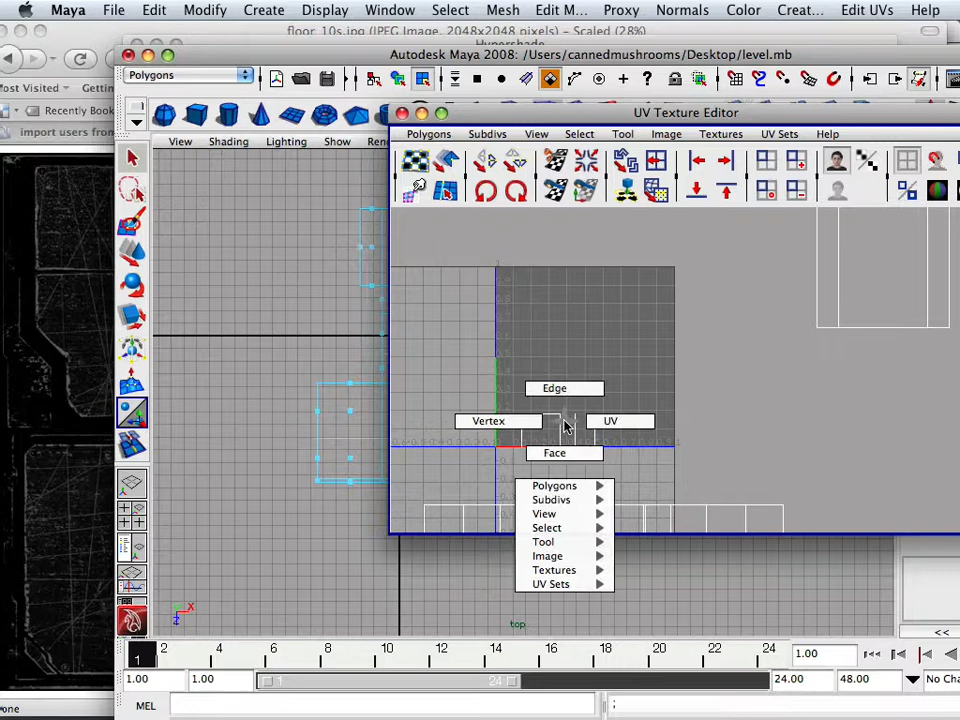 Maya File Edit Modify Create Display Window Select Mesh Edit M... Proxy Normals Color Creat... Edit UVs Help
floor_10s.jpg (JPEG Image, 2048x2048 pixels) - Scaled (29%)
Hypershade
Autodesk Maya 2008: /Users/cannedmushrooms/Desktop/level.mb
Most Visited
Polygons
Recently Book
import users from
View Shading Lighting Show Ren
UV Texture Editor
Polygons Subdivs View Select Tool Image Textures UV Sets Help
Edge
Vertex
UV
Face
Polygons
Subdivs
View
Select
Tool
Image
Textures
UV Sets
X
Z
top
<<
1
2 4 6 8 10 12 14 16 18 20 22 24
1.00
1.00
1.00
1
24
24.00
48.00
No Cha
one
MEL